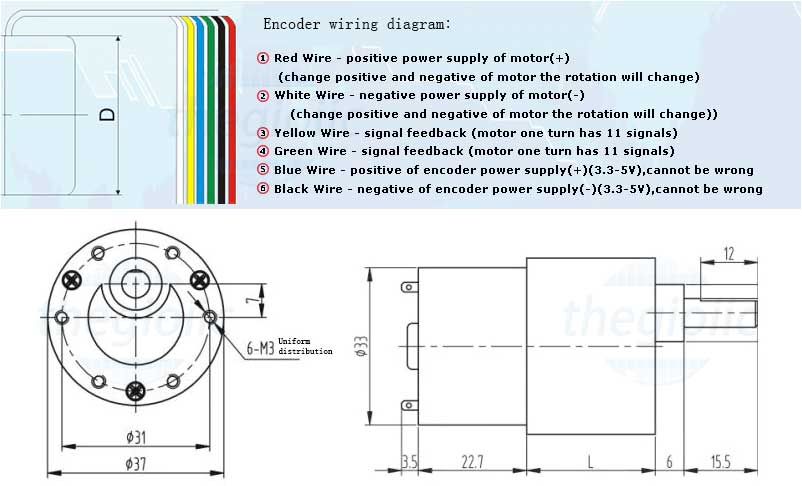 Encoder wiring diagram:
① Red Wire - positive power supply of motor(+)
(change positive and negative of motor the rotation will change)
② White Wire - negative power supply of motor(-)
(change positive and negative of motor the rotation will change))
③ Yellow Wire - signal feedback (motor one turn has 11 signals)
④ Green Wire - signal feedback (motor one turn has 11 signals)
⑤ Blue Wire - positive of encoder power supply(+)(3.3-5V),cannot be wrong
⑥ Black Wire - negative of encoder power supply(-)(3.3-5V),cannot be wrong
D
thegioiic
12
7
thegioiic
thegioiic
6-M3 Uniform
distribution
ϕ33
ϕ31
ϕ37
3.5
22.7
L
6
15.5